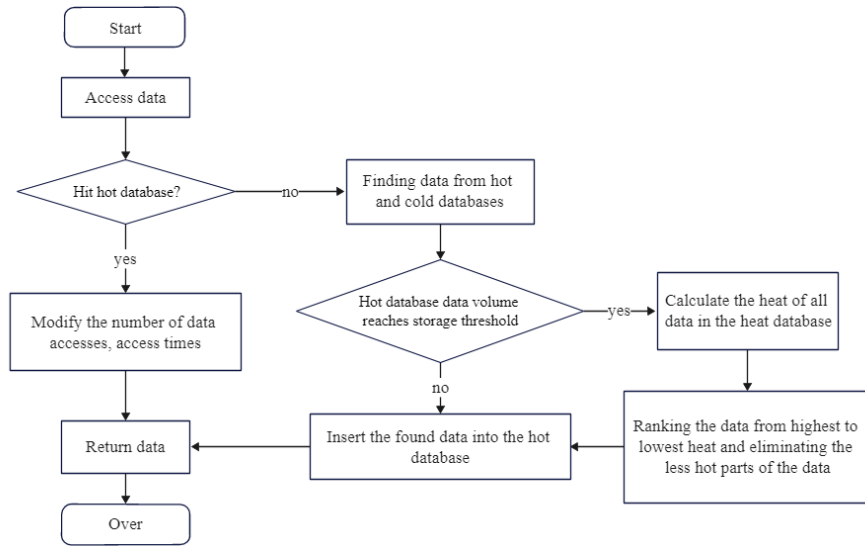 Start
Access data
Hit hot database?
no
Finding data from hot
and cold databases
yes
Hot database data volume
reaches storage threshold
yes
Calculate the heat of all
data in the heat database
Modify the number of data
accesses, access times
no
Ranking the data from highest to
lowest heat and eliminating the
less hot parts of the data
Insert the found data into the hot
database
Return data
Over